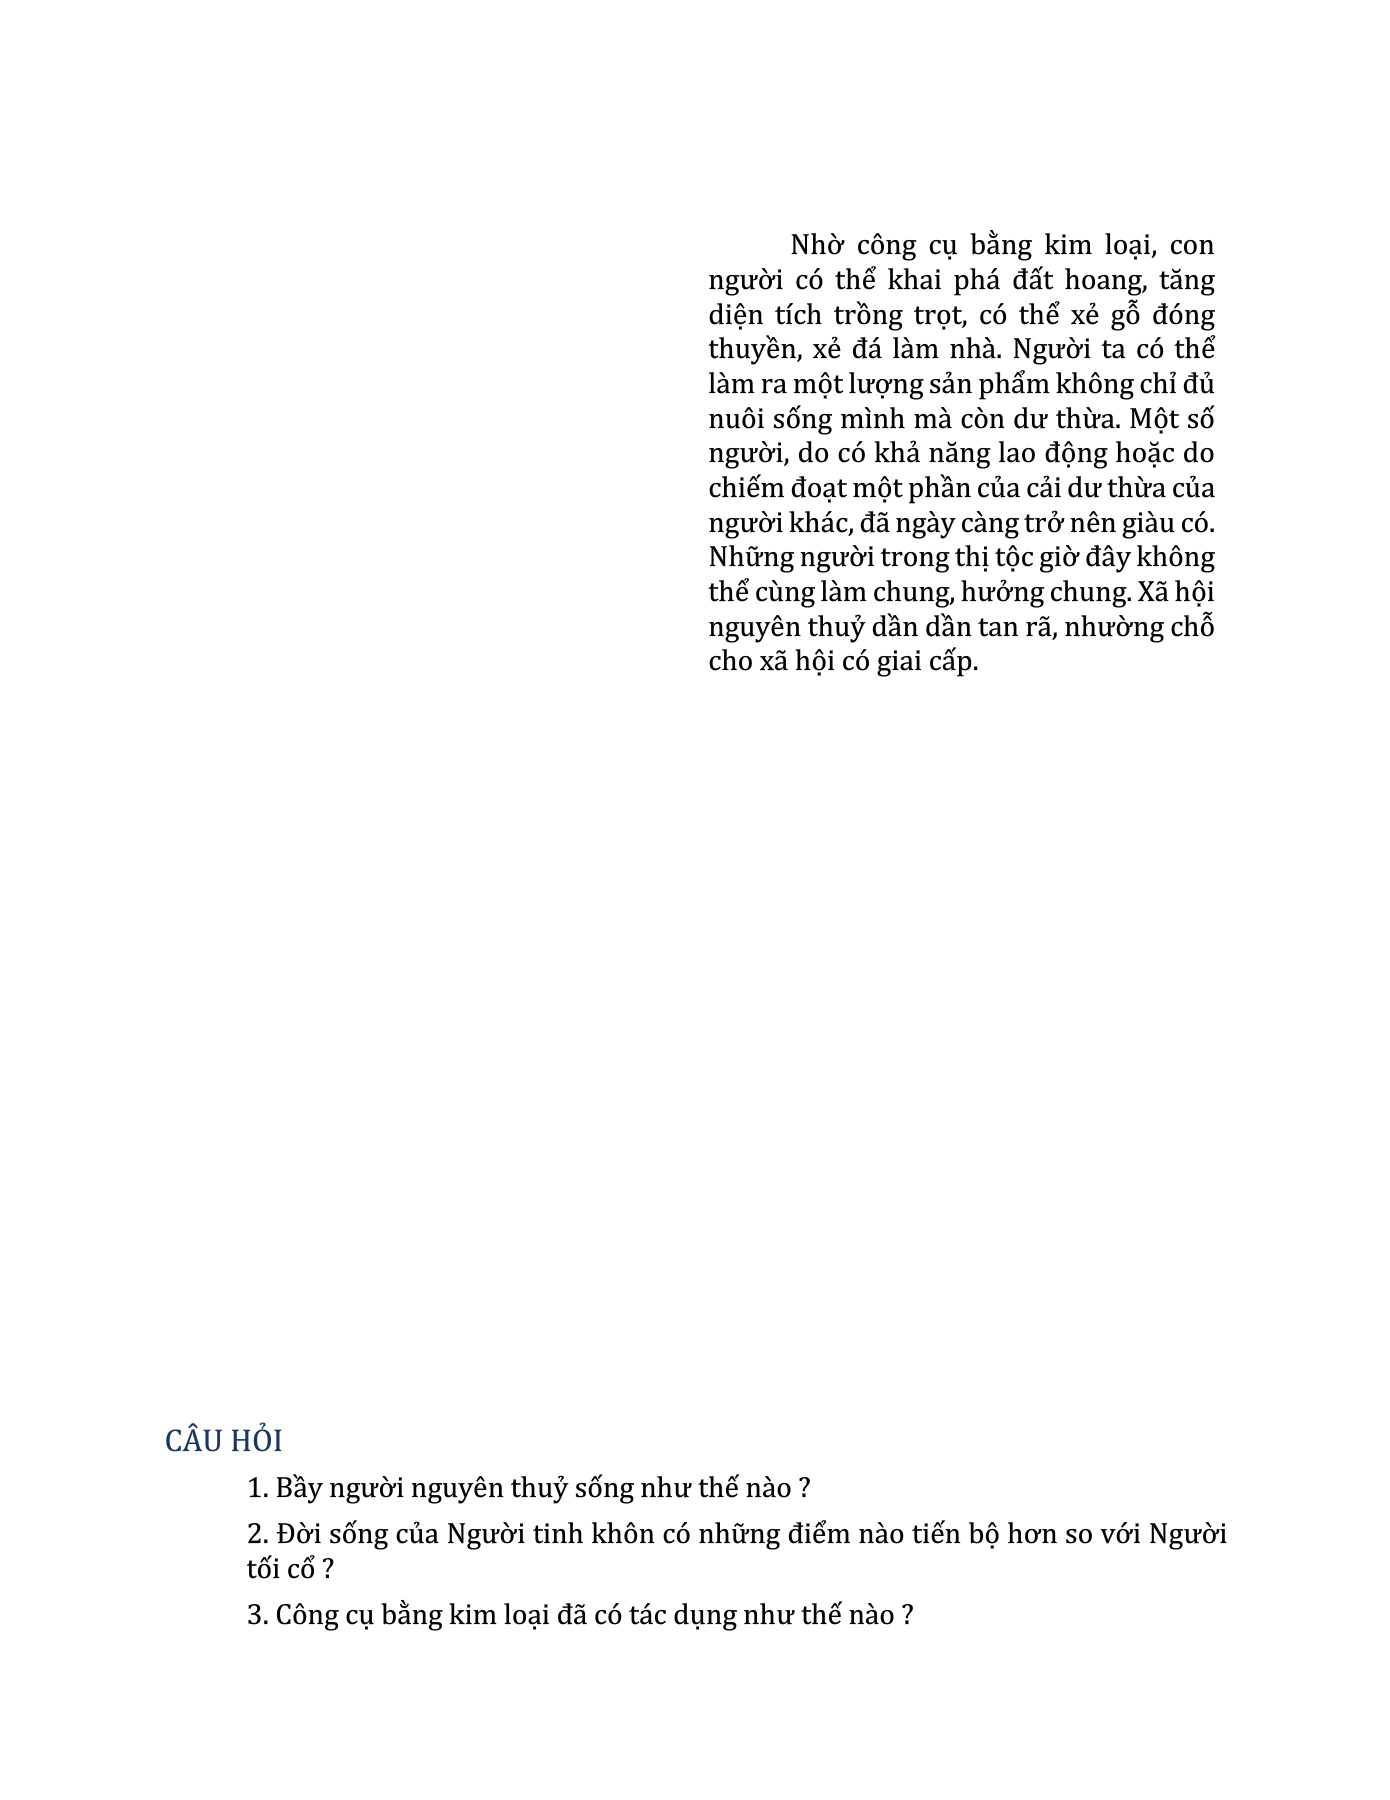 Nhờ công cụ bằng kim loại, con
người có thể khai phá đất hoang, tăng
diện tích trồng trọt, có thể xẻ gỗ đóng
thuyền, xẻ đá làm nhà. Người ta có thể
làm ra một lượng sản phẩm không chỉ đủ
nuôi sống mình mà còn dư thừa. Một số
người, do có khả năng lao động hoặc do
chiếm đoạt một phần của cải dư thừa của
người khác, đã ngày càng trở nên giàu có.
Những người trong thị tộc giờ đây không
thể cùng làm chung, hưởng chung. Xã hội
nguyên thuỷ dần dần tan rã, nhường chỗ
cho xã hội có giai cấp.
CÂU HỎI
1. Bầy người nguyên thuỷ sống như thế nào ?
2. Đời sống của Người tinh khôn có những điểm nào tiến bộ hơn so với Người
tối cổ ?
3. Công cụ bằng kim loại đã có tác dụng như thế nào ?